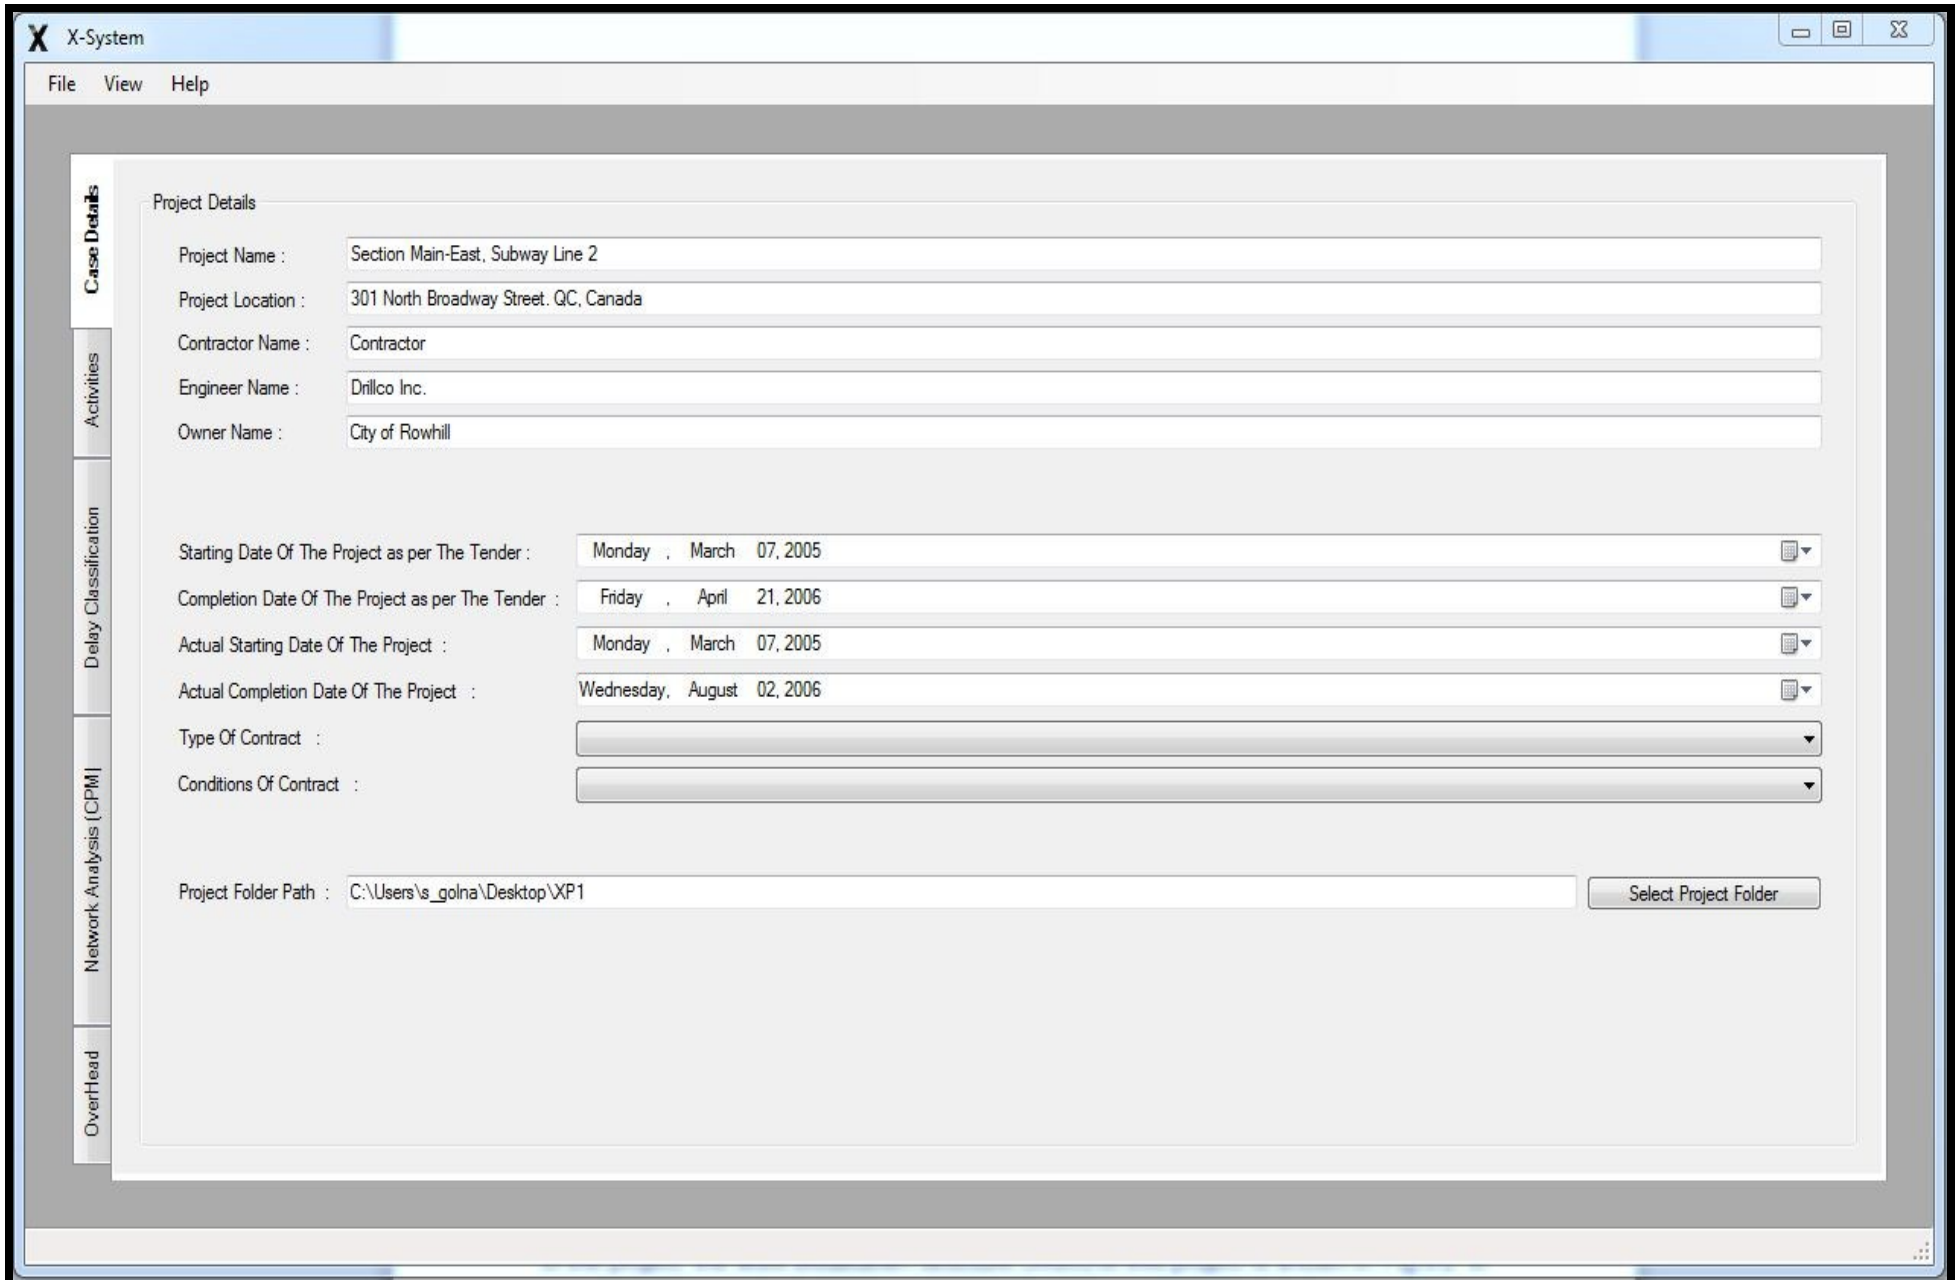 X X-System
File View Help
Case Details
Activities
Delay Classification
Network Analysis (CPM)
OverHead
Project Details
Project Name : Section Main-East, Subway Line 2
Project Location : 301 North Broadway Street. QC, Canada
Contractor Name : Contractor
Engineer Name : Drillco Inc.
Owner Name : City of Rowhill
Starting Date Of The Project as per The Tender : Monday , March 07, 2005
Completion Date Of The Project as per The Tender : Friday , April 21, 2006
Actual Starting Date Of The Project : Monday , March 07, 2005
Actual Completion Date Of The Project : Wednesday, August 02, 2006
Type Of Contract :
Conditions Of Contract :
Project Folder Path : C:\Users\s_golna\Desktop\XP1 Select Project Folder